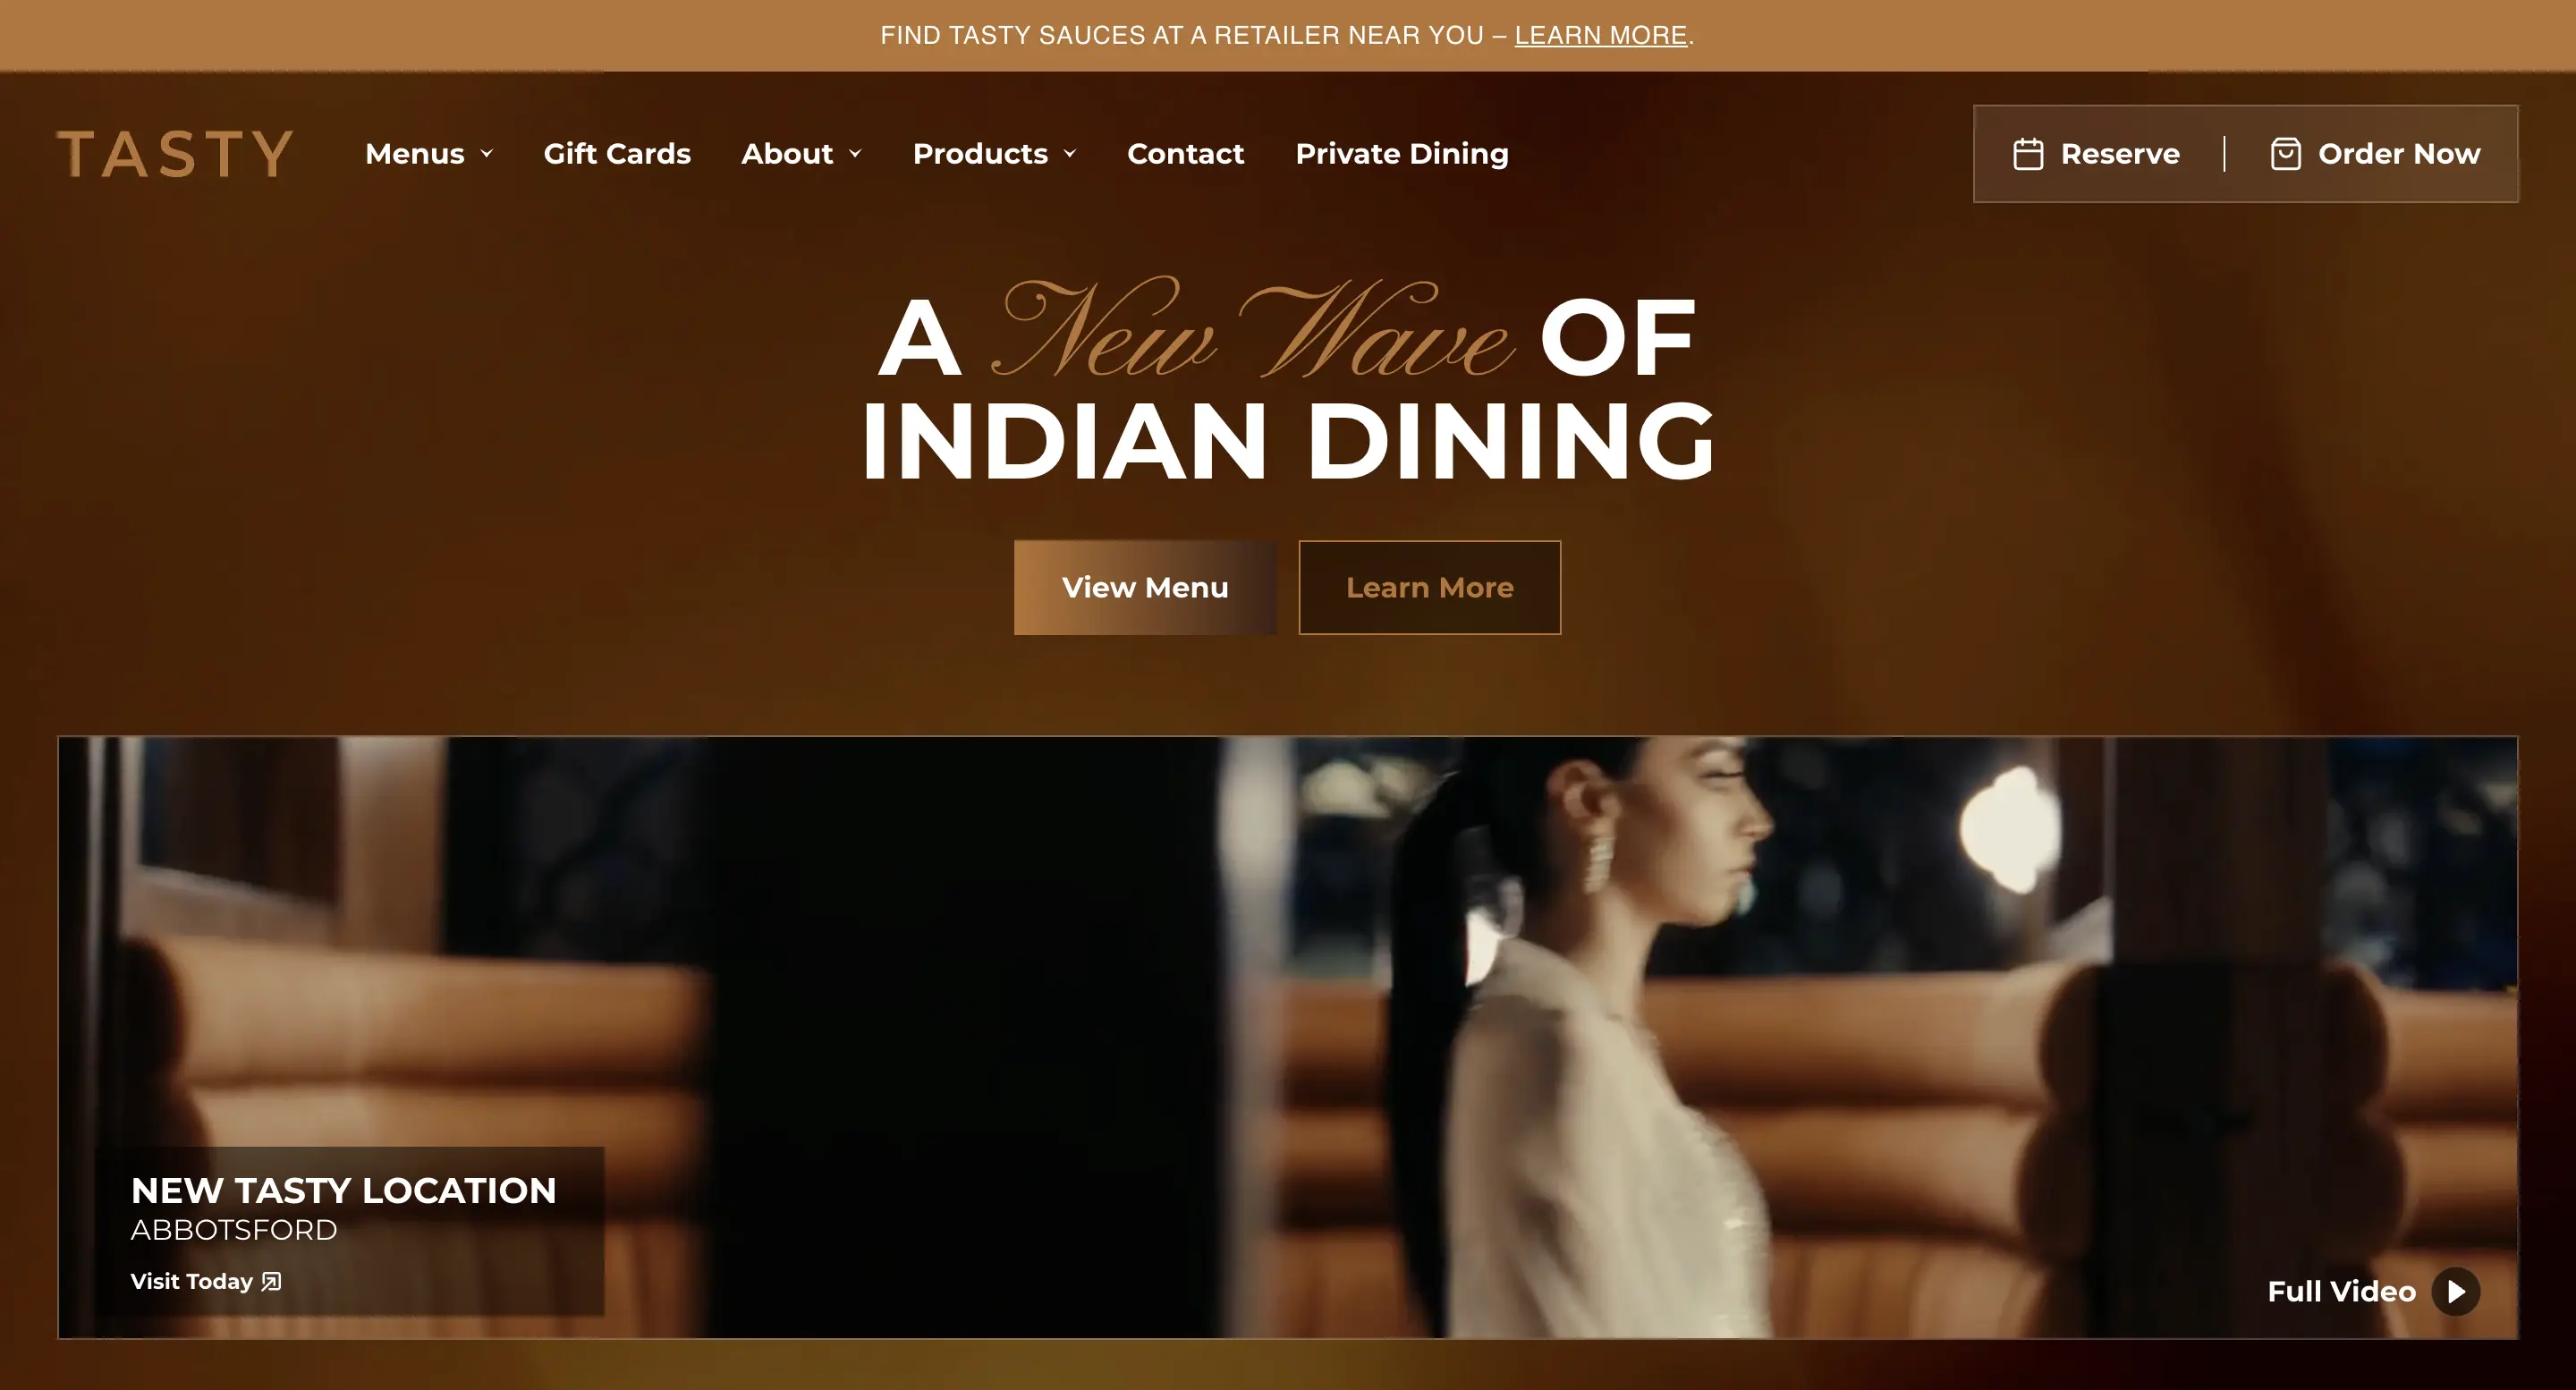 FIND TASTY SAUCES AT A RETAILER NEAR YOU – LEARN MORE.
TASTY
Menus
Gift Cards
About
Products
Contact
Private Dining
Reserve
Order Now
A New Wave OF
INDIAN DINING
View Menu
Learn More
NEW TASTY LOCATION
ABBOTSFORD
Visit Today
Full Video